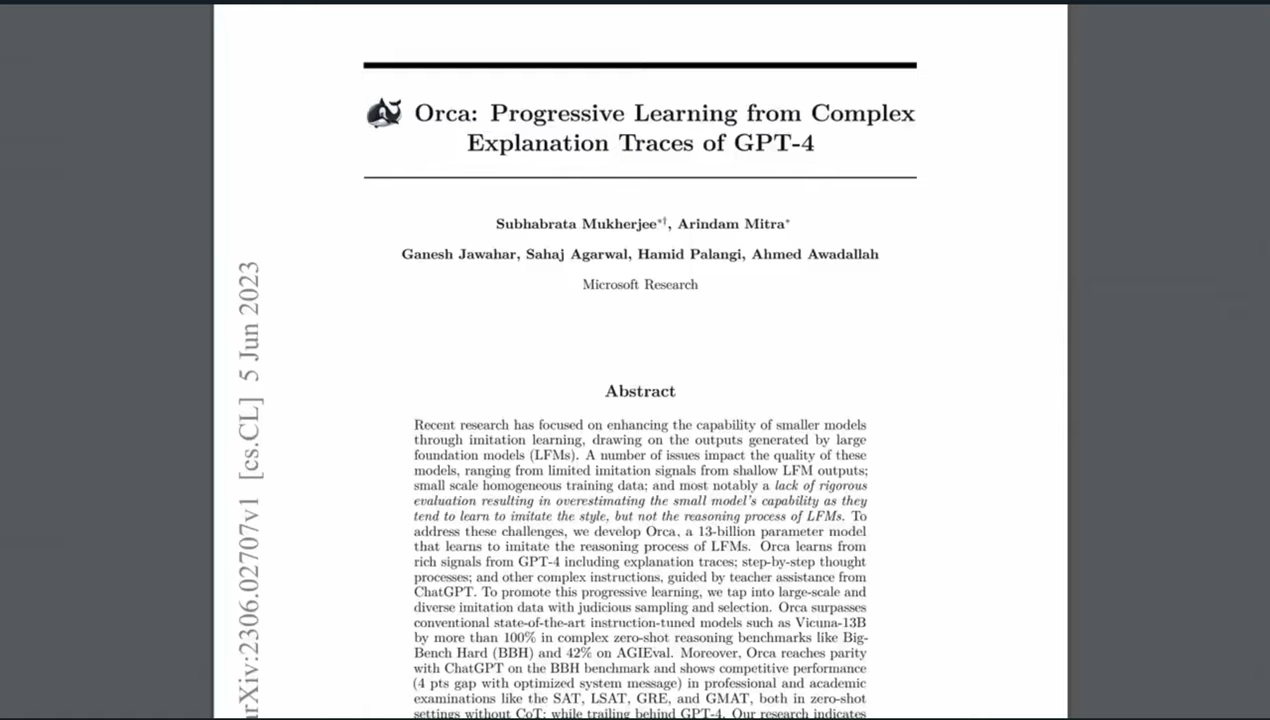 Orca: Progressive Learning from Complex
Explanation Traces of GPT-4
Subhabrata Mukherjee*†, Arindam Mitra*
Ganesh Jawahar, Sahaj Agarwal, Hamid Palangi, Ahmed Awadallah
Microsoft Research
arXiv:2306.02707v1 [cs.CL] 5 Jun 2023
Abstract
Recent research has focused on enhancing the capability of smaller models
through imitation learning, drawing on the outputs generated by large
foundation models (LFMs). A number of issues impact the quality of these
models, ranging from limited imitation signals from shallow LFM outputs;
small scale homogeneous training data; and most notably a lack of rigorous
evaluation resulting in overestimating the small model's capability as they
tend to learn to imitate the style, but not the reasoning process of LFMs. To
address these challenges, we develop Orca, a 13-billion parameter model
that learns to imitate the reasoning process of LFMs. Orca learns from
rich signals from GPT-4 including explanation traces; step-by-step thought
processes; and other complex instructions, guided by teacher assistance from
ChatGPT. To promote this progressive learning, we tap into large-scale and
diverse imitation data with judicious sampling and selection. Orca surpasses
conventional state-of-the-art instruction-tuned models such as Vicuna-13B
by more than 100% in complex zero-shot reasoning benchmarks like Big-
Bench Hard (BBH) and 42% on AGIEval. Moreover, Orca reaches parity
with ChatGPT on the BBH benchmark and shows competitive performance
(4 pts gap with optimized system message) in professional and academic
examinations like the SAT, LSAT, GRE, and GMAT, both in zero-shot
settings without CoT; while trailing behind GPT-4. Our research indicates